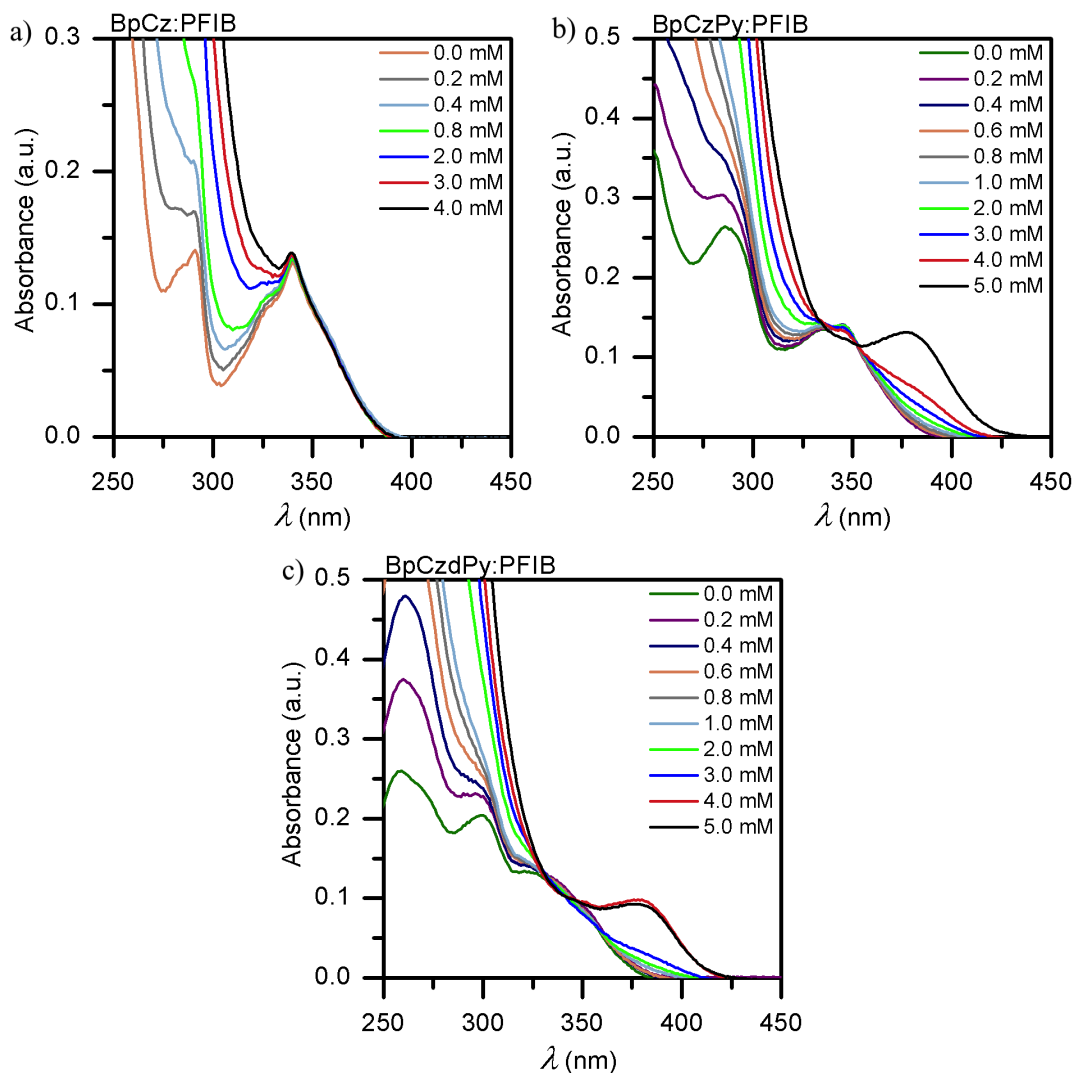 a)
BpCz:PFIB
0.3
0.2
0.1
0.0
Absorbance (a.u.)
0.0 mM
0.2 mM
0.4 mM
0.8 mM
2.0 mM
3.0 mM
4.0 mM
250 300 350 400 450
λ (nm)
b)
BpCzPy:PFIB
0.5
0.4
0.3
0.2
0.1
0.0
Absorbance (a.u.)
0.0 mM
0.2 mM
0.4 mM
0.6 mM
0.8 mM
1.0 mM
2.0 mM
3.0 mM
4.0 mM
5.0 mM
250 300 350 400 450
λ (nm)
c)
BpCzdPy:PFIB
0.5
0.4
0.3
0.2
0.1
0.0
Absorbance (a.u.)
0.0 mM
0.2 mM
0.4 mM
0.6 mM
0.8 mM
1.0 mM
2.0 mM
3.0 mM
4.0 mM
5.0 mM
250 300 350 400 450
λ (nm)